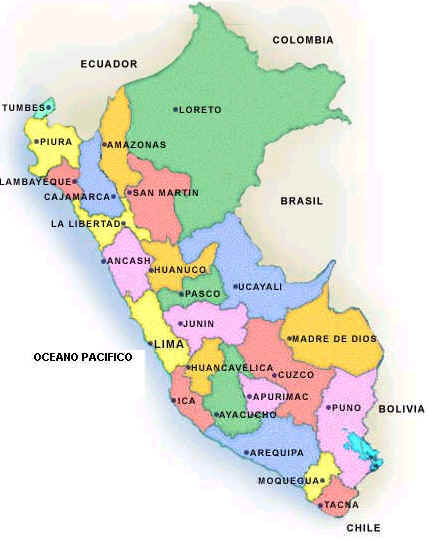 COLOMBIA
ECUADOR
TUMBES
LORETO
PIURA
AMAZONAS
LAMBAYEQUE
CAJAMARCA
SAN MARTIN
BRASIL
LA LIBERTAD
ANCASH
HUANUCO
UCAYALI
PASCO
JUNIN
LIMA
MADRE DE DIOS
OCEANO PACIFICO
HUANCAVELICA
CUZCO
ICA
APURIMAC
AYACUCHO
PUNO
BOLIVIA
AREQUIPA
MOQUEGUA
TACNA
CHILE